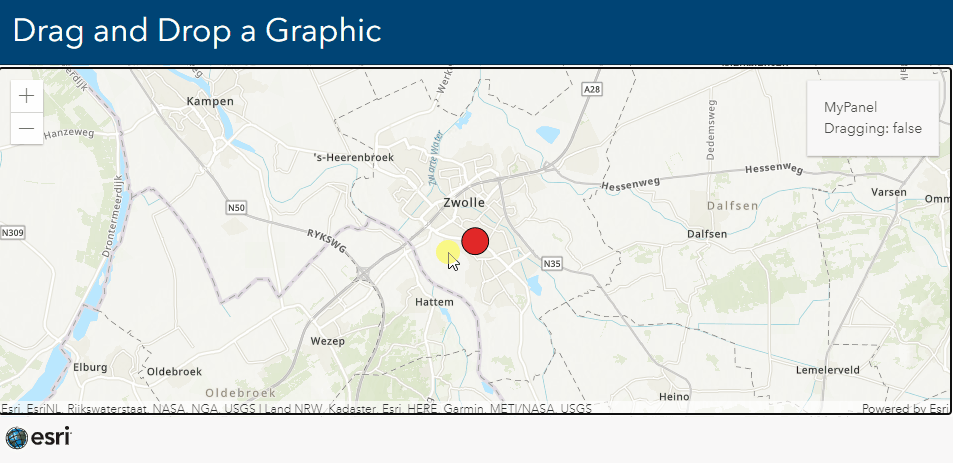 Drag and Drop a Graphic
Kampen
A28
MyPanel
Dragging: false
Hanzeweg
Drontermeerdijk
's-Heerenbroek
Zwarte Water
Dedemsweg
Hessenweg
Hessenweg
Varsen
N50
Zwolle
Dalfsen
Omm
N309
RYKSWG
Dalfsen
N35
Hattem
Wezep
Elburg
Oldebroek
Lemelerveld
Oldebroek
Heino
Esri, EsriNL, Rijkswaterstaat, NASA, NGA, USGS | Land NRW, Kadaster, Esri, HERE, Garmin, METI/NASA, USGS
Powered by Esri
esri